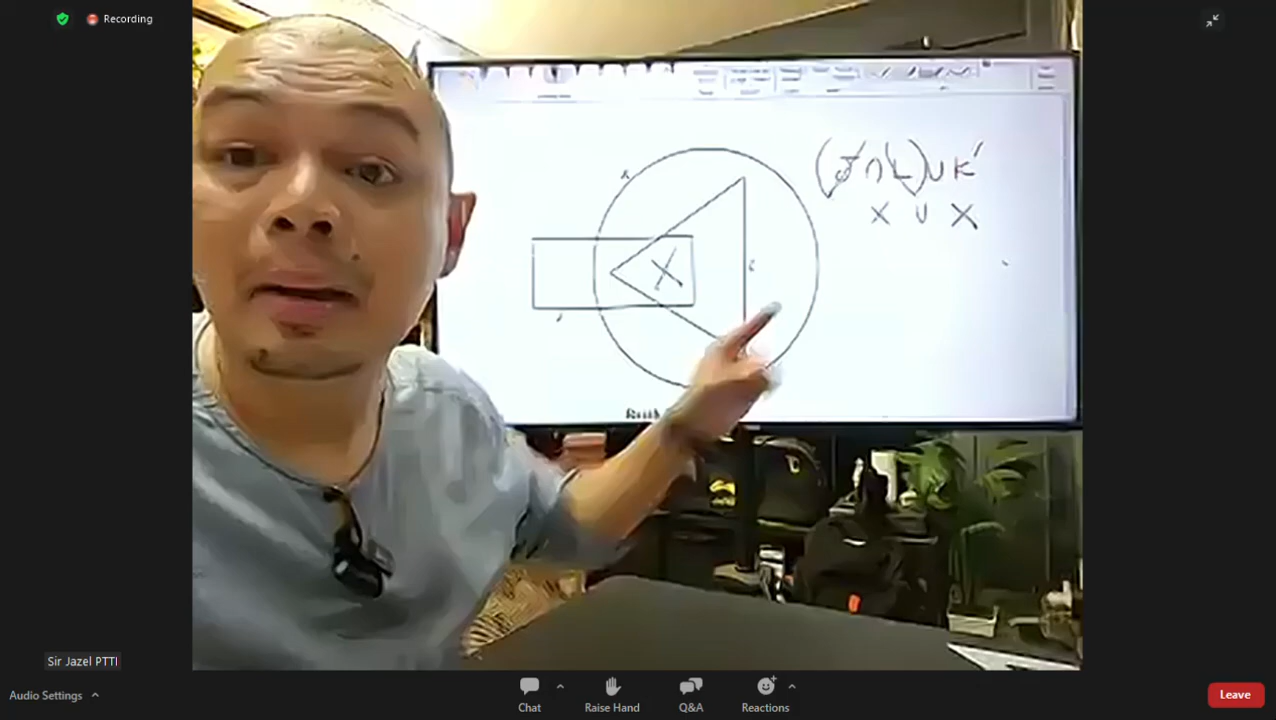 Recording
(J∩L)∪K'
X ∪ X
X
Sir Jazel PTTI
Audio Settings
Chat
Raise Hand
Q&A
Reactions
Leave